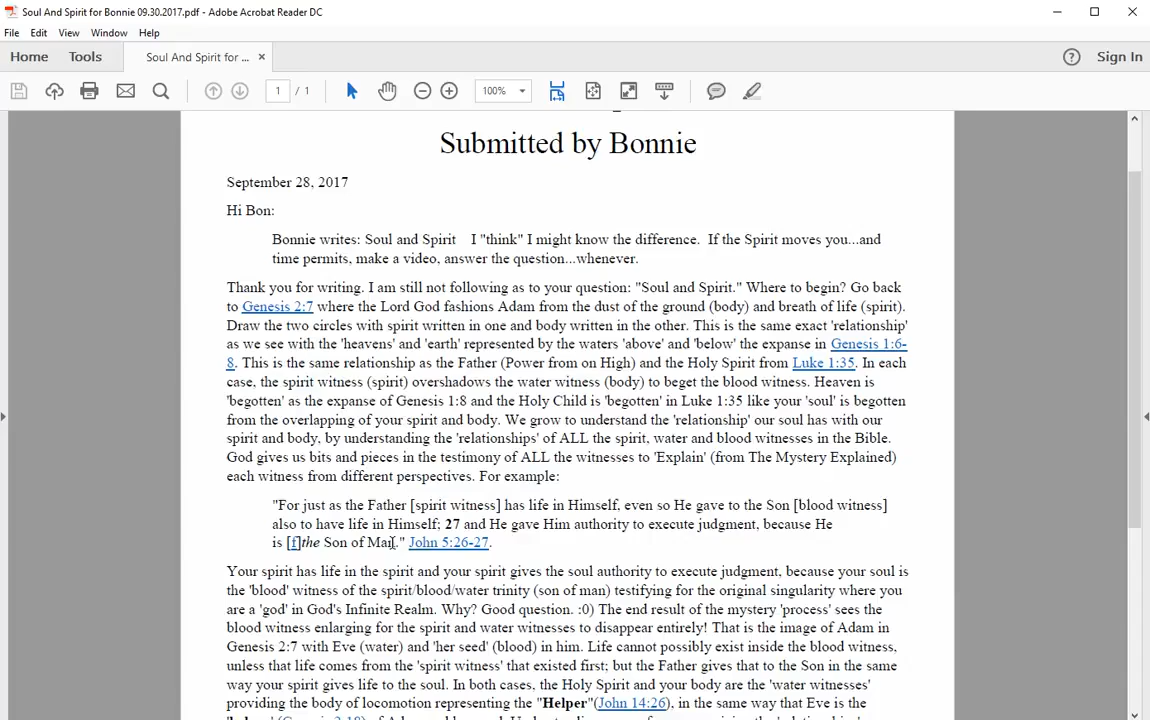 Soul And Spirit for Bonnie 09.30.2017.pdf - Adobe Acrobat Reader DC
File Edit View Window Help
Home Tools Soul And Spirit for ... × ? Sign In
1 / 1 100%
Submitted by Bonnie
September 28, 2017
Hi Bon:
Bonnie writes: Soul and Spirit I "think" I might know the difference. If the Spirit moves you...and
time permits, make a video, answer the question...whenever.
Thank you for writing. I am still not following as to your question: "Soul and Spirit." Where to begin? Go back
to Genesis 2:7 where the Lord God fashions Adam from the dust of the ground (body) and breath of life (spirit).
Draw the two circles with spirit written in one and body written in the other. This is the same exact 'relationship'
as we see with the 'heavens' and 'earth' represented by the waters 'above' and 'below' the expanse in Genesis 1:6-
8. This is the same relationship as the Father (Power from on High) and the Holy Spirit from Luke 1:35. In each
case, the spirit witness (spirit) overshadows the water witness (body) to beget the blood witness. Heaven is
'begotten' as the expanse of Genesis 1:8 and the Holy Child is 'begotten' in Luke 1:35 like your 'soul' is begotten
from the overlapping of your spirit and body. We grow to understand the 'relationship' our soul has with our
spirit and body, by understanding the 'relationships' of ALL the spirit, water and blood witnesses in the Bible.
God gives us bits and pieces in the testimony of ALL the witnesses to 'Explain' (from The Mystery Explained)
each witness from different perspectives. For example:
"For just as the Father [spirit witness] has life in Himself, even so He gave to the Son [blood witness]
also to have life in Himself; 27 and He gave Him authority to execute judgment, because He
is [f]the Son of Man." John 5:26-27.
Your spirit has life in the spirit and your spirit gives the soul authority to execute judgment, because your soul is
the 'blood' witness of the spirit/blood/water trinity (son of man) testifying for the original singularity where you
are a 'god' in God's Infinite Realm. Why? Good question. :0) The end result of the mystery 'process' sees the
blood witness enlarging for the spirit and water witnesses to disappear entirely! That is the image of Adam in
Genesis 2:7 with Eve (water) and 'her seed' (blood) in him. Life cannot possibly exist inside the blood witness,
unless that life comes from the 'spirit witness' that existed first; but the Father gives that to the Son in the same
way your spirit gives life to the soul. In both cases, the Holy Spirit and your body are the 'water witnesses'
providing the body of locomotion representing the "Helper"(John 14:26), in the same way that Eve is the